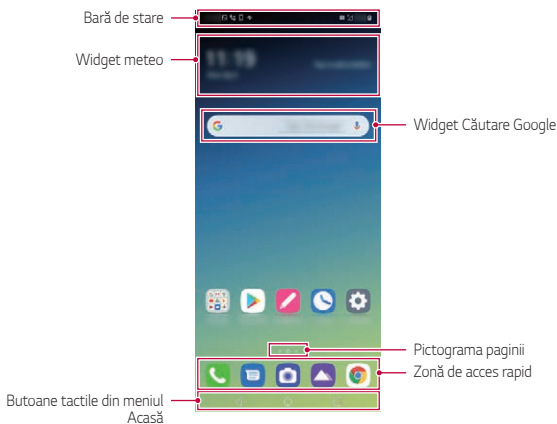 Bară de stare
Widget meteo
11:19
Widget Căutare Google
Pictograma paginii
Zonă de acces rapid
Butoane tactile din meniul
Acasă